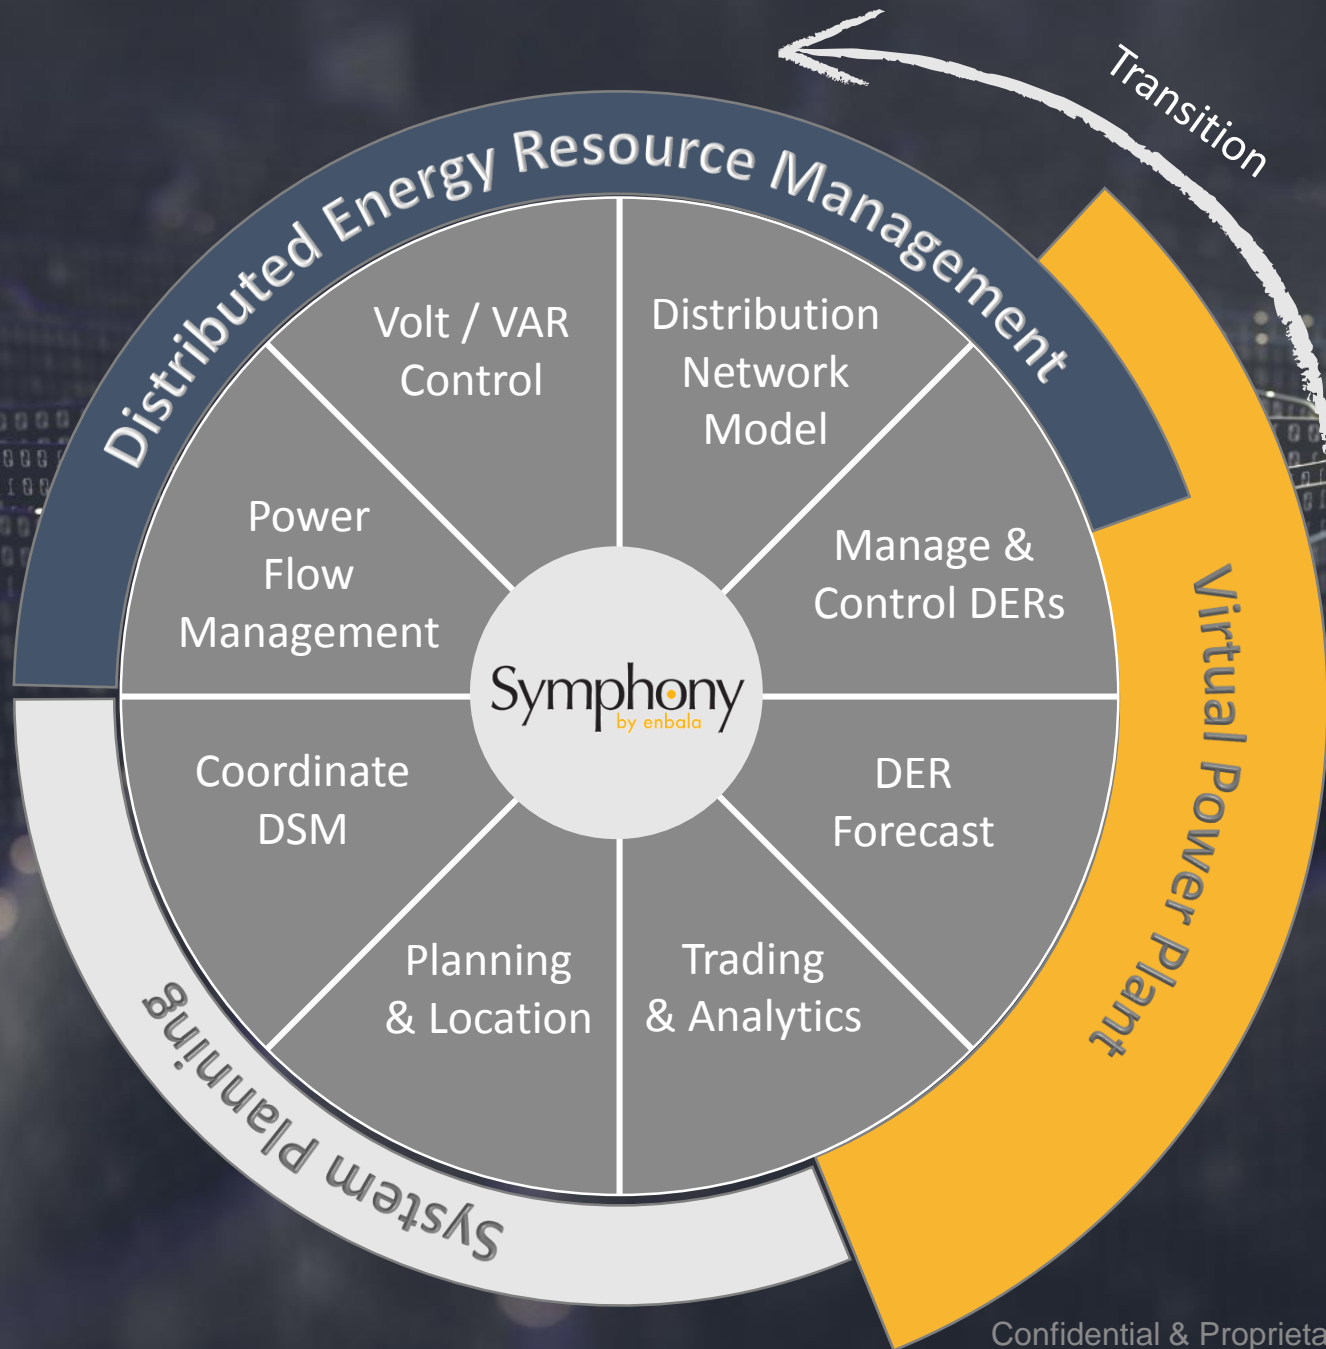 Transition
Distributed Energy Resource Management
Volt / VAR
Control
Distribution
Network
Model
Power
Flow
Management
Manage &
Control DERs
Symphony
by enbala
Virtual Power Plant
Coordinate
DSM
DER
Forecast
Planning
& Location
Trading
& Analytics
System Planning
Confidential & Proprieta